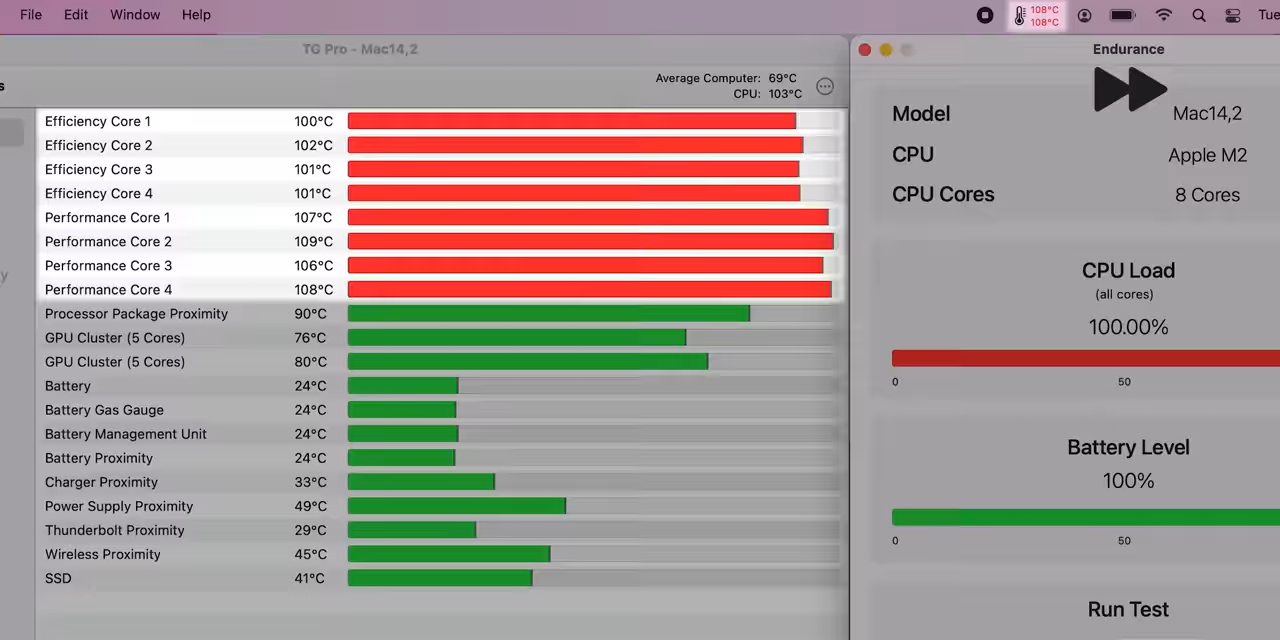 File Edit Window Help
108°C
108°C
Tue
TG Pro - Mac14,2
Average Computer: 69°C
CPU: 103°C
s
Efficiency Core 1 100°C
Efficiency Core 2 102°C
Efficiency Core 3 101°C
Efficiency Core 4 101°C
Performance Core 1 107°C
Performance Core 2 109°C
Performance Core 3 106°C
Performance Core 4 108°C
Processor Package Proximity 90°C
GPU Cluster (5 Cores) 76°C
GPU Cluster (5 Cores) 80°C
Battery 24°C
Battery Gas Gauge 24°C
Battery Management Unit 24°C
Battery Proximity 24°C
Charger Proximity 33°C
Power Supply Proximity 49°C
Thunderbolt Proximity 29°C
Wireless Proximity 45°C
SSD 41°C
y
Endurance
Model Mac14,2
CPU Apple M2
CPU Cores 8 Cores
CPU Load
(all cores)
100.00%
0 50
Battery Level
100%
0 50
Run Test